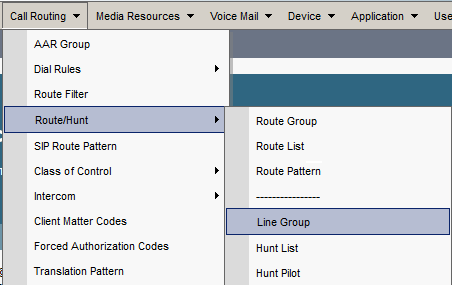 Call Routing Media Resources Voice Mail Device Application Use
AAR Group
Dial Rules
Route Filter
Route/Hunt
SIP Route Pattern
Class of Control
Intercom
Client Matter Codes
Forced Authorization Codes
Translation Pattern
Route Group
Route List
Route Pattern
----------------
Line Group
Hunt List
Hunt Pilot